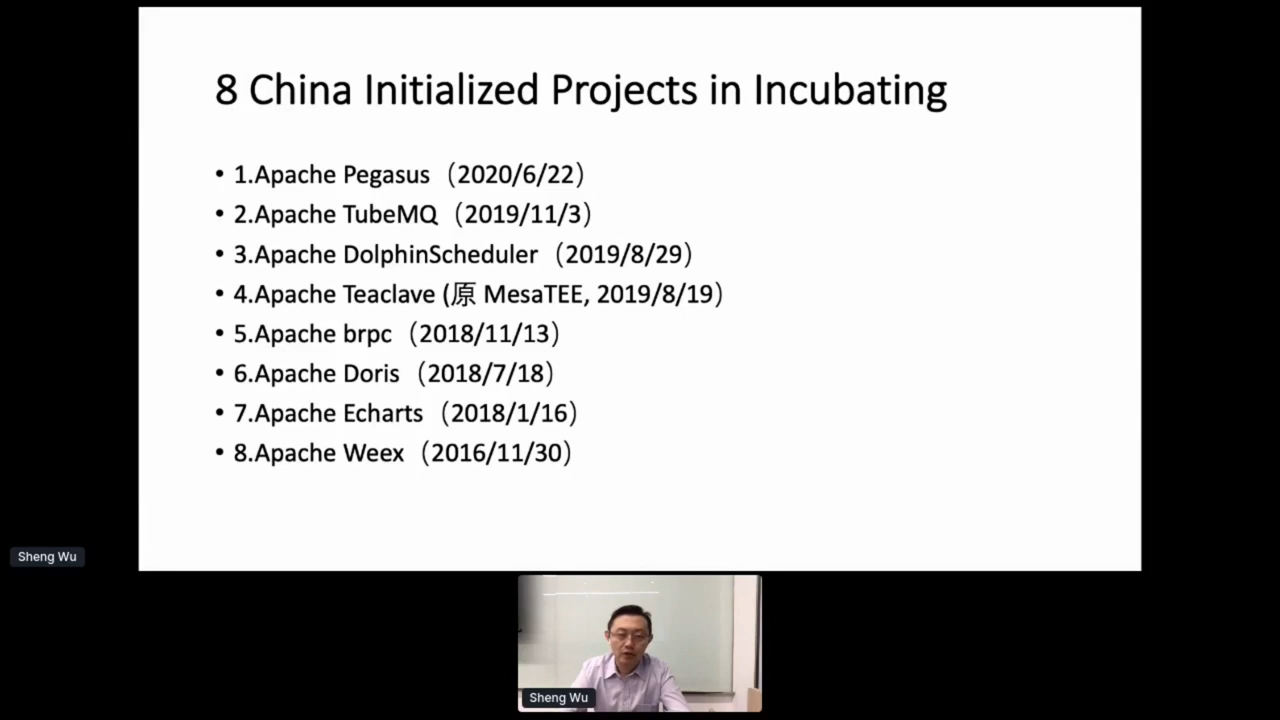 8 China Initialized Projects in Incubating
• 1.Apache Pegasus（2020/6/22）
• 2.Apache TubeMQ（2019/11/3）
• 3.Apache DolphinScheduler（2019/8/29）
• 4.Apache Teaclave (原 MesaTEE, 2019/8/19）
• 5.Apache brpc（2018/11/13）
• 6.Apache Doris（2018/7/18）
• 7.Apache Echarts（2018/1/16）
• 8.Apache Weex（2016/11/30）
Sheng Wu
Sheng Wu